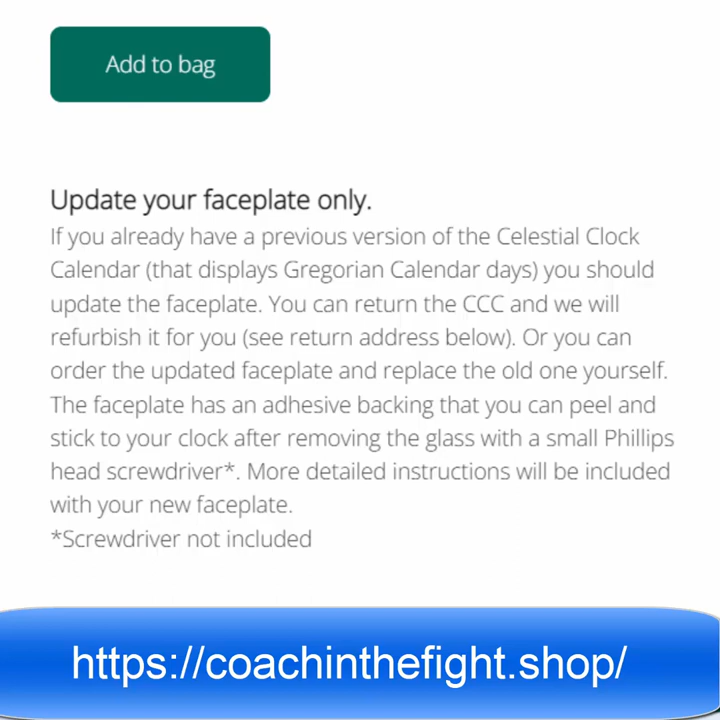 Add to bag
Update your faceplate only.
If you already have a previous version of the Celestial Clock
Calendar (that displays Gregorian Calendar days) you should
update the faceplate. You can return the CCC and we will
refurbish it for you (see return address below). Or you can
order the updated faceplate and replace the old one yourself.
The faceplate has an adhesive backing that you can peel and
stick to your clock after removing the glass with a small Phillips
head screwdriver*. More detailed instructions will be included
with your new faceplate.
*Screwdriver not included
https://coachinthefight.shop/